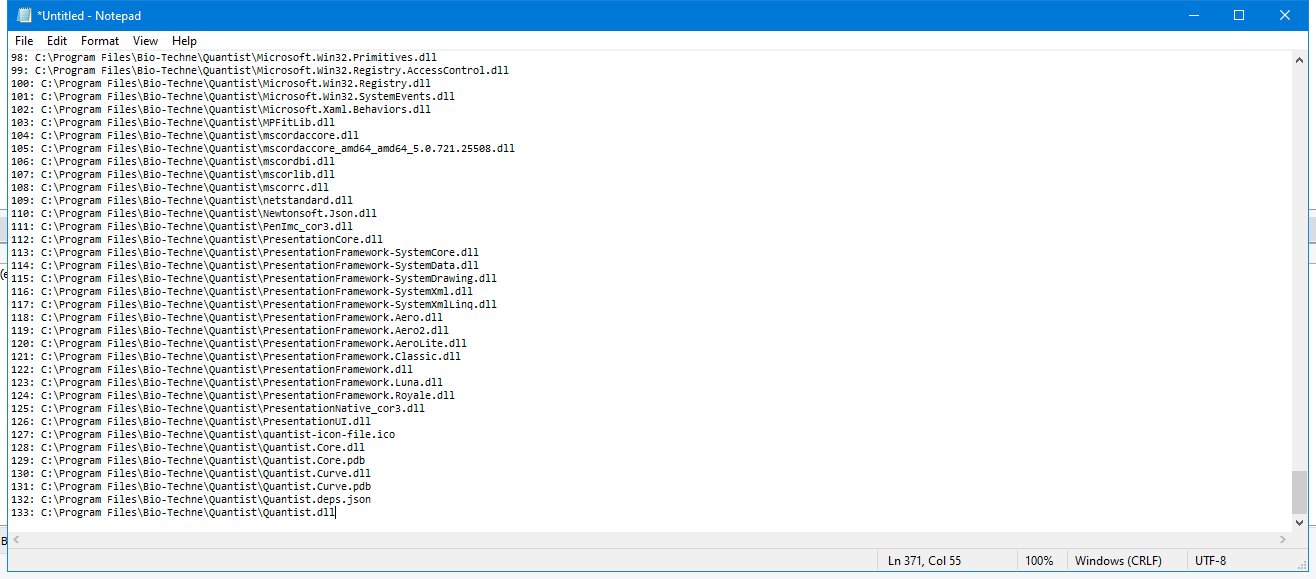 *Untitled - Notepad
File Edit Format View Help
98: C:\Program Files\Bio-Techne\Quantist\Microsoft.Win32.Primitives.dll
99: C:\Program Files\Bio-Techne\Quantist\Microsoft.Win32.Registry.AccessControl.dll
100: C:\Program Files\Bio-Techne\Quantist\Microsoft.Win32.Registry.dll
101: C:\Program Files\Bio-Techne\Quantist\Microsoft.Win32.SystemEvents.dll
102: C:\Program Files\Bio-Techne\Quantist\Microsoft.Xaml.Behaviors.dll
103: C:\Program Files\Bio-Techne\Quantist\MPFitLib.dll
104: C:\Program Files\Bio-Techne\Quantist\mscordaccore.dll
105: C:\Program Files\Bio-Techne\Quantist\mscordaccore_amd64_amd64_5.0.721.25508.dll
106: C:\Program Files\Bio-Techne\Quantist\mscordbi.dll
107: C:\Program Files\Bio-Techne\Quantist\mscorlib.dll
108: C:\Program Files\Bio-Techne\Quantist\mscorrc.dll
109: C:\Program Files\Bio-Techne\Quantist\netstandard.dll
110: C:\Program Files\Bio-Techne\Quantist\Newtonsoft.Json.dll
111: C:\Program Files\Bio-Techne\Quantist\PenImc_cor3.dll
112: C:\Program Files\Bio-Techne\Quantist\PresentationCore.dll
113: C:\Program Files\Bio-Techne\Quantist\PresentationFramework-SystemCore.dll
114: C:\Program Files\Bio-Techne\Quantist\PresentationFramework-SystemData.dll
115: C:\Program Files\Bio-Techne\Quantist\PresentationFramework-SystemDrawing.dll
116: C:\Program Files\Bio-Techne\Quantist\PresentationFramework-SystemXml.dll
117: C:\Program Files\Bio-Techne\Quantist\PresentationFramework-SystemXmlLinq.dll
118: C:\Program Files\Bio-Techne\Quantist\PresentationFramework.Aero.dll
119: C:\Program Files\Bio-Techne\Quantist\PresentationFramework.Aero2.dll
120: C:\Program Files\Bio-Techne\Quantist\PresentationFramework.AeroLite.dll
121: C:\Program Files\Bio-Techne\Quantist\PresentationFramework.Classic.dll
122: C:\Program Files\Bio-Techne\Quantist\PresentationFramework.dll
123: C:\Program Files\Bio-Techne\Quantist\PresentationFramework.Luna.dll
124: C:\Program Files\Bio-Techne\Quantist\PresentationFramework.Royale.dll
125: C:\Program Files\Bio-Techne\Quantist\PresentationNative_cor3.dll
126: C:\Program Files\Bio-Techne\Quantist\PresentationUI.dll
127: C:\Program Files\Bio-Techne\Quantist\quantist-icon-file.ico
128: C:\Program Files\Bio-Techne\Quantist\Quantist.Core.dll
129: C:\Program Files\Bio-Techne\Quantist\Quantist.Core.pdb
130: C:\Program Files\Bio-Techne\Quantist\Quantist.Curve.dll
131: C:\Program Files\Bio-Techne\Quantist\Quantist.Curve.pdb
132: C:\Program Files\Bio-Techne\Quantist\Quantist.deps.json
133: C:\Program Files\Bio-Techne\Quantist\Quantist.dll
Ln 371, Col 55 100% Windows (CRLF) UTF-8